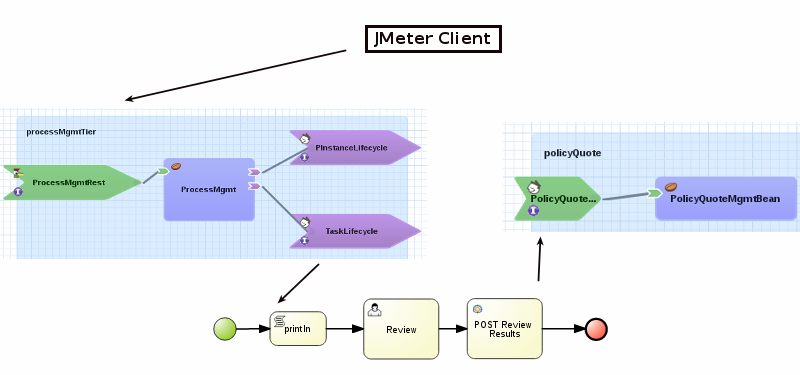 JMeter Client
processMgmtTier
PInstanceLifecycle
ProcessMgmtRest
ProcessMgmt
TaskLifecycle
policyQuote
PolicyQuote...
PolicyQuoteMgmtBean
println
Review
POST Review
Results